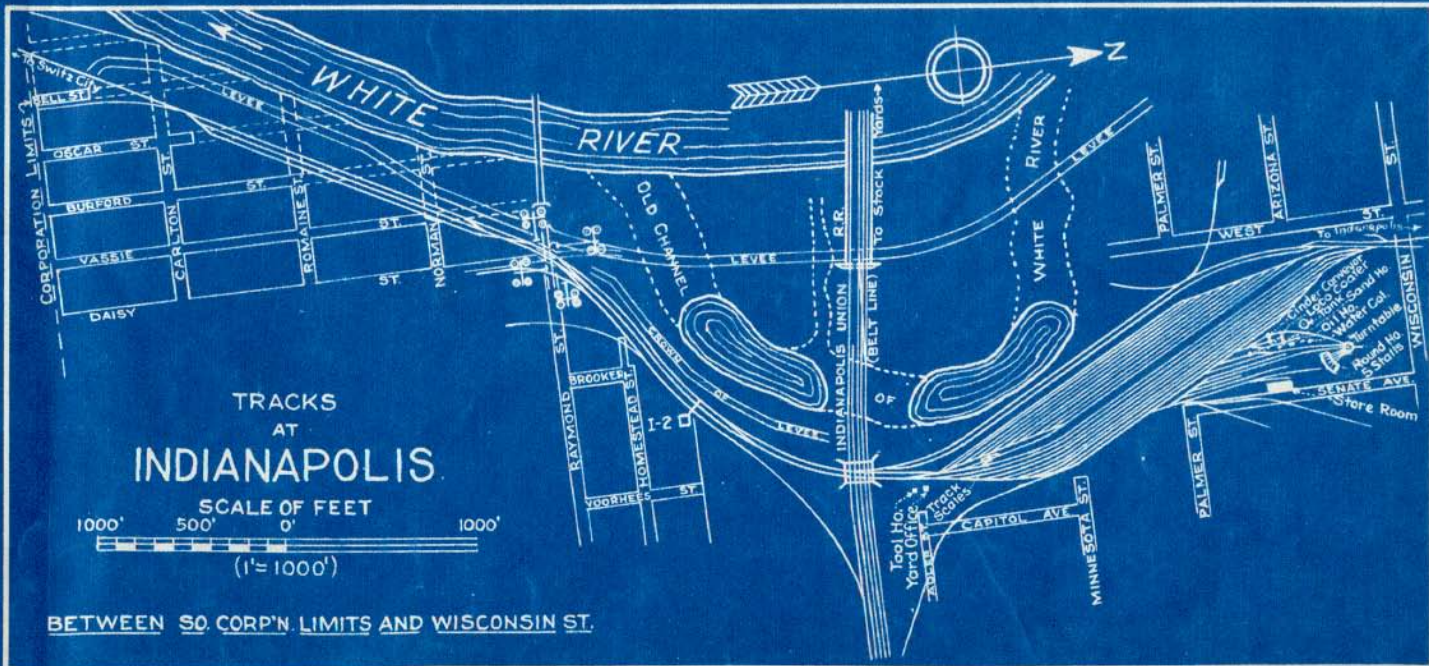 To Switz City
BELL ST.
OSCAR ST.
BURFORD ST.
VASSIE ST.
DAISY ST.
CORPORATION LIMITS
CARLTON ST.
ROMAINE ST.
NORMAN ST.
LEVEE
WHITE
RIVER
N
OLD CHANNEL
OF
WHITE RIVER
LEVEE
LEVEE
CROWN OF LEVEE
INDIANAPOLIS UNION R.R.
(BELT LINE)
To Stock Yards
RAYMOND ST.
BROOKER
HOMESTEAD ST.
I-2
VOORHEES ST.
Tool Ho.
Yard Office
Track Scales
ADLER ST.
CAPITOL AVE.
MINNESOTA ST.
PALMER ST.
PALMER ST.
ARIZONA ST.
WEST ST.
To Indianapolis
WISCONSIN ST.
Cinder Conveyor
Loco Coaler
Oil Tank Sand Ho.
Oil Ho.
Water Col.
Turntable
Round Ho.
5 Stalls
SENATE AVE.
Store Room
TRACKS
AT
INDIANAPOLIS
SCALE OF FEET
1000' 500' 0' 1000'
(1"=1000')
BETWEEN SO. CORP'N. LIMITS AND WISCONSIN ST.